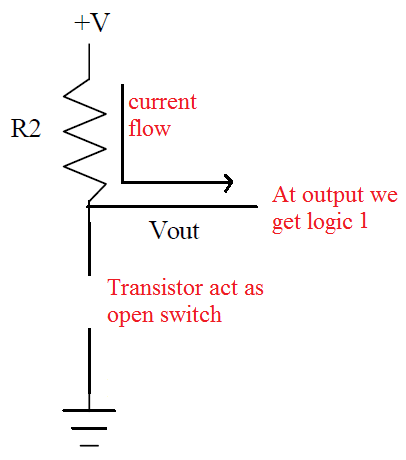 +V
current
flow
R2
At output we
get logic 1
Vout
Transistor act as
open switch